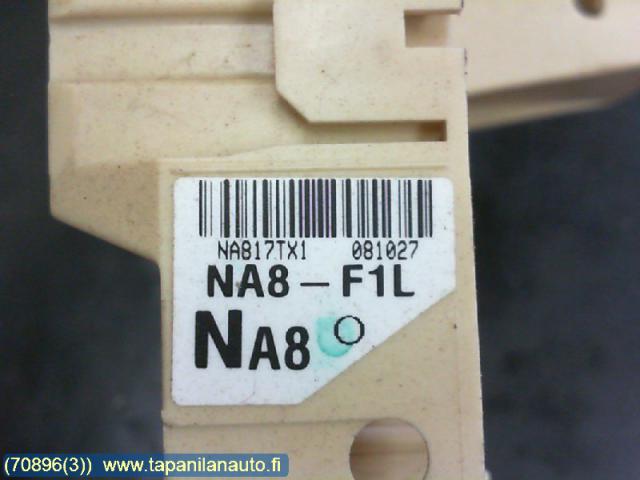 NA817TX1 081027
NA8-F1L
NA8
(70896(3)) www.tapanilanauto.fi